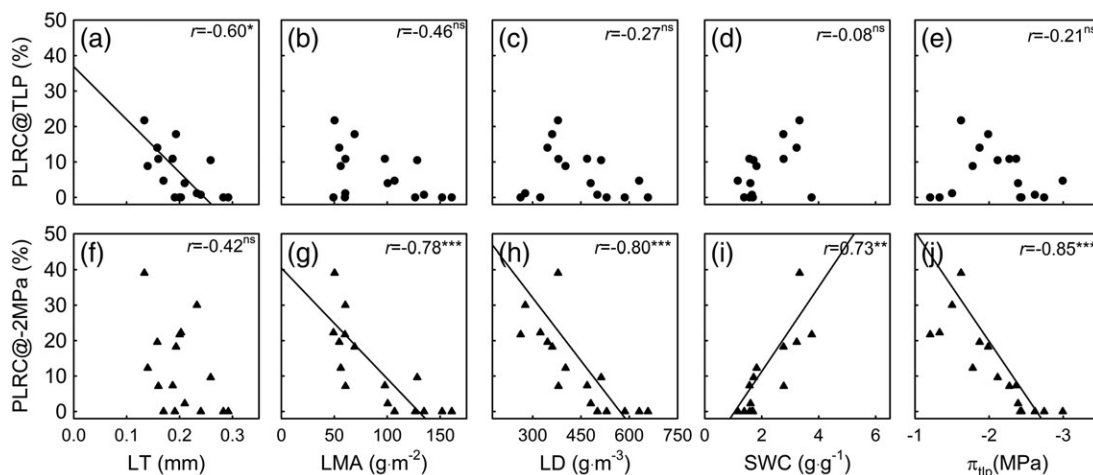 PLRC@TLP (%)
50
40
30
20
10
0
(a) r=-0.60*
(b) r=-0.46ns
(c) r=-0.27ns
(d) r=-0.08ns
(e) r=-0.21ns
PLRC@-2MPa (%)
50
40
30
20
10
0
(f) r=-0.42ns
(g) r=-0.78***
(h) r=-0.80***
(i) r=0.73**
(j) r=-0.85***
0.0 0.1 0.2 0.3
0 50 100 150
300 450 600 750
0 2 4 6
-1 -2 -3
LT (mm)
LMA (g·m-2)
LD (g·m-3)
SWC (g·g-1)
πtlp(MPa)